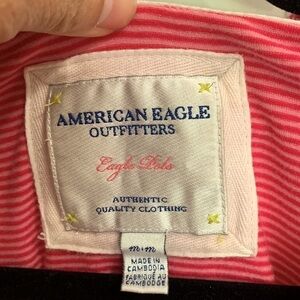 AMERICAN EAGLE
OUTFITTERS
Eagle Polo
AUTHENTIC
QUALITY CLOTHING
m•m
MADE IN
CAMBODIA
FABRIQUÉ AU
CAMBODGE